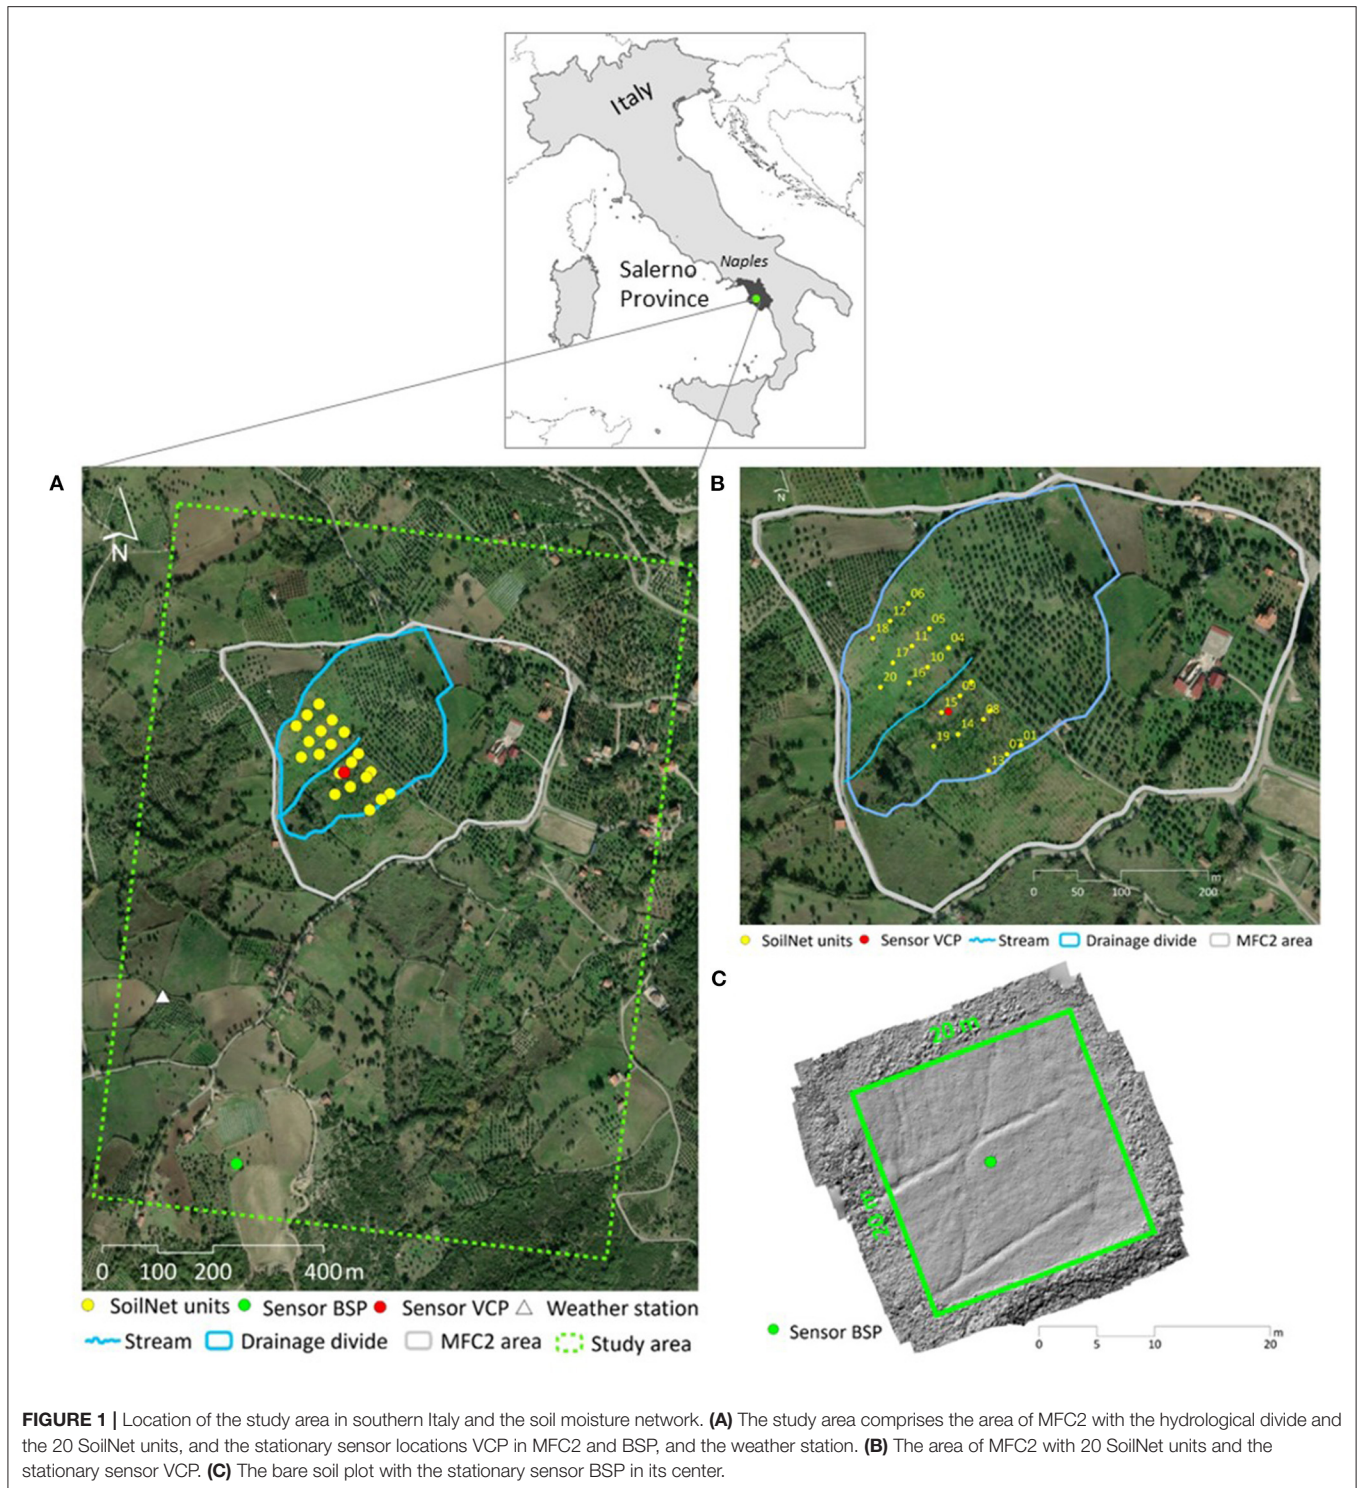 Italy
Naples
Salerno
Province
A
N
0 100 200 400 m
SoilNet units Sensor BSP Sensor VCP Weather station
Stream Drainage divide MFC2 area Study area
B
N
06
12
05
18
11
04
17
10
16
20
09
15
08
14
19
01
07
13
0 50 100 200 m
SoilNet units Sensor VCP Stream Drainage divide MFC2 area
C
20 m
20 m
Sensor BSP
0 5 10 20 m
FIGURE 1 | Location of the study area in southern Italy and the soil moisture network. (A) The study area comprises the area of MFC2 with the hydrological divide and
the 20 SoilNet units, and the stationary sensor locations VCP in MFC2 and BSP, and the weather station. (B) The area of MFC2 with 20 SoilNet units and the
stationary sensor VCP. (C) The bare soil plot with the stationary sensor BSP in its center.